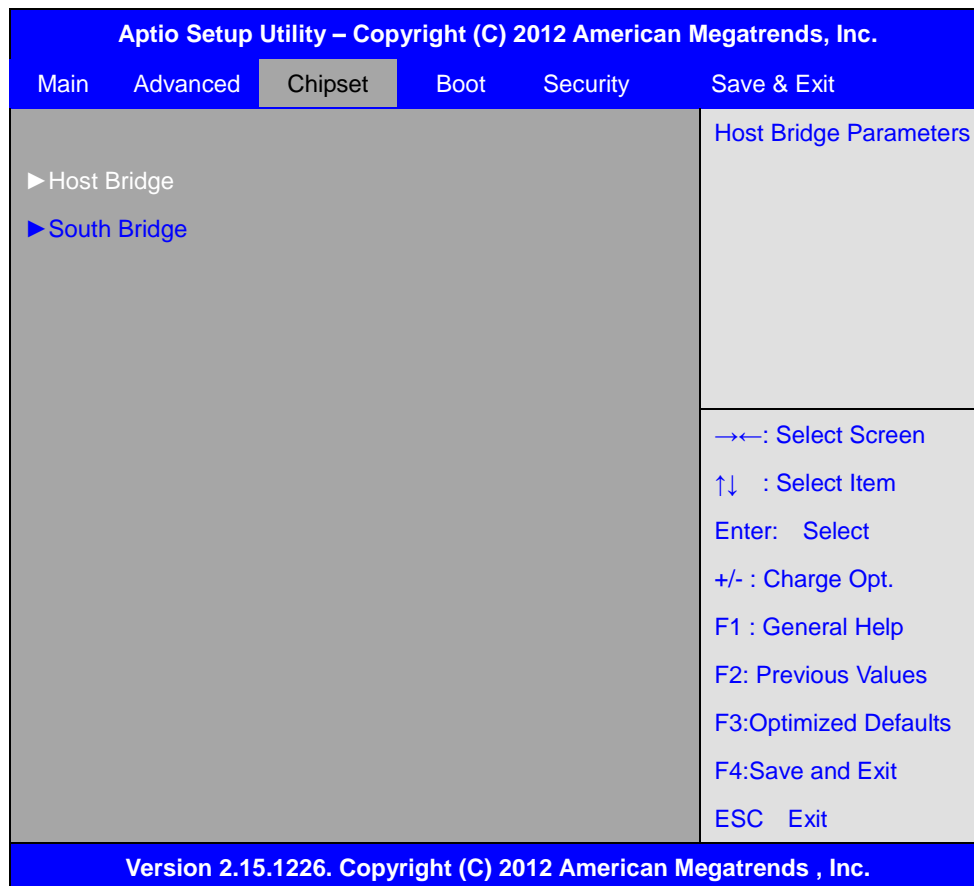 Aptio Setup Utility – Copyright (C) 2012 American Megatrends, Inc.
Main Advanced Chipset Boot Security Save & Exit
►Host Bridge
►South Bridge
Host Bridge Parameters
→←: Select Screen
↑↓ : Select Item
Enter: Select
+/- : Charge Opt.
F1 : General Help
F2: Previous Values
F3:Optimized Defaults
F4:Save and Exit
ESC Exit
Version 2.15.1226. Copyright (C) 2012 American Megatrends , Inc.